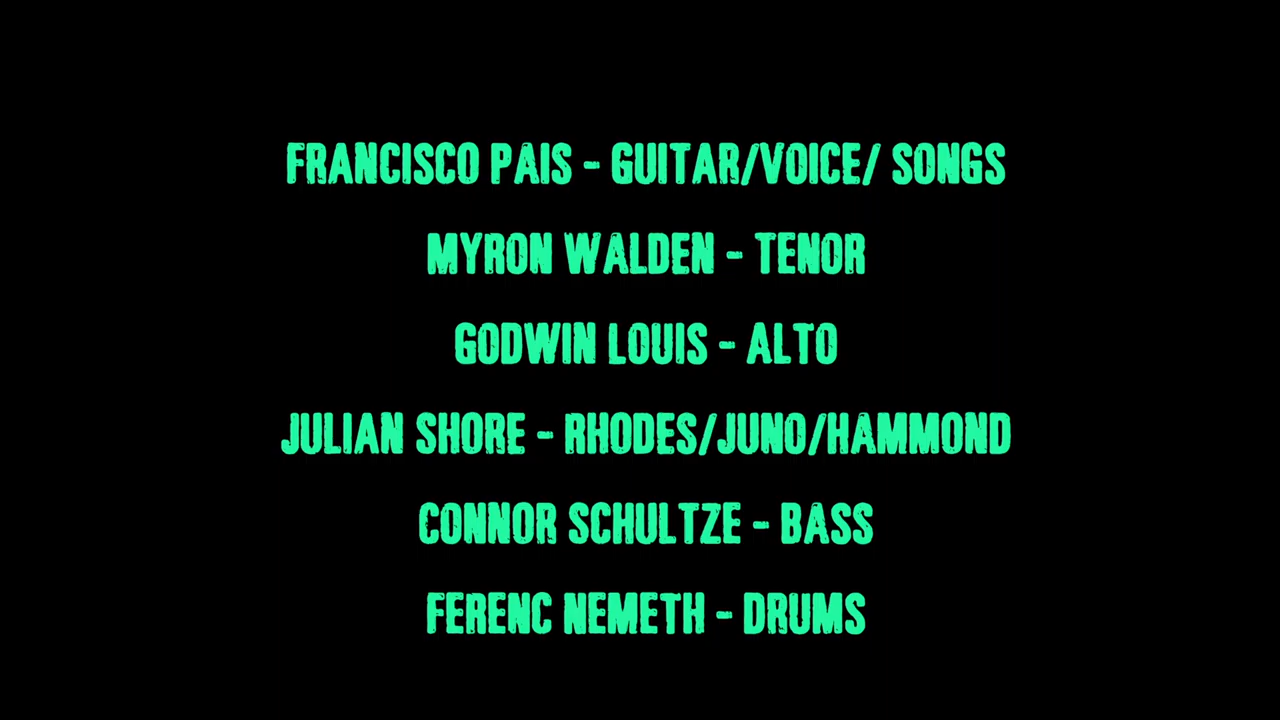 FRANCISCO PAIS - GUITAR/VOICE/ SONGS
MYRON WALDEN - TENOR
GODWIN LOUIS - ALTO
JULIAN SHORE - RHODES/JUNO/HAMMOND
CONNOR SCHULTZE - BASS
FERENC NEMETH - DRUMS